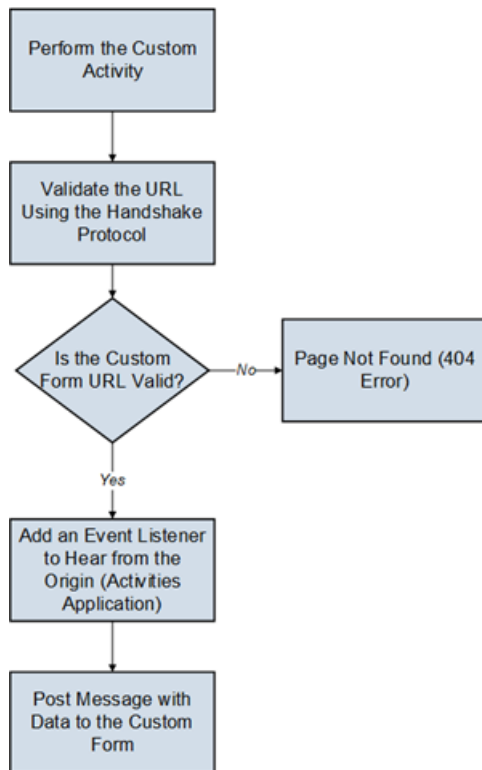 Perform the Custom
Activity
Validate the URL
Using the Handshake
Protocol
Is the Custom
Form URL Valid?
No
Page Not Found (404
Error)
Yes
Add an Event Listener
to Hear from the
Origin (Activities
Application)
Post Message with
Data to the Custom
Form